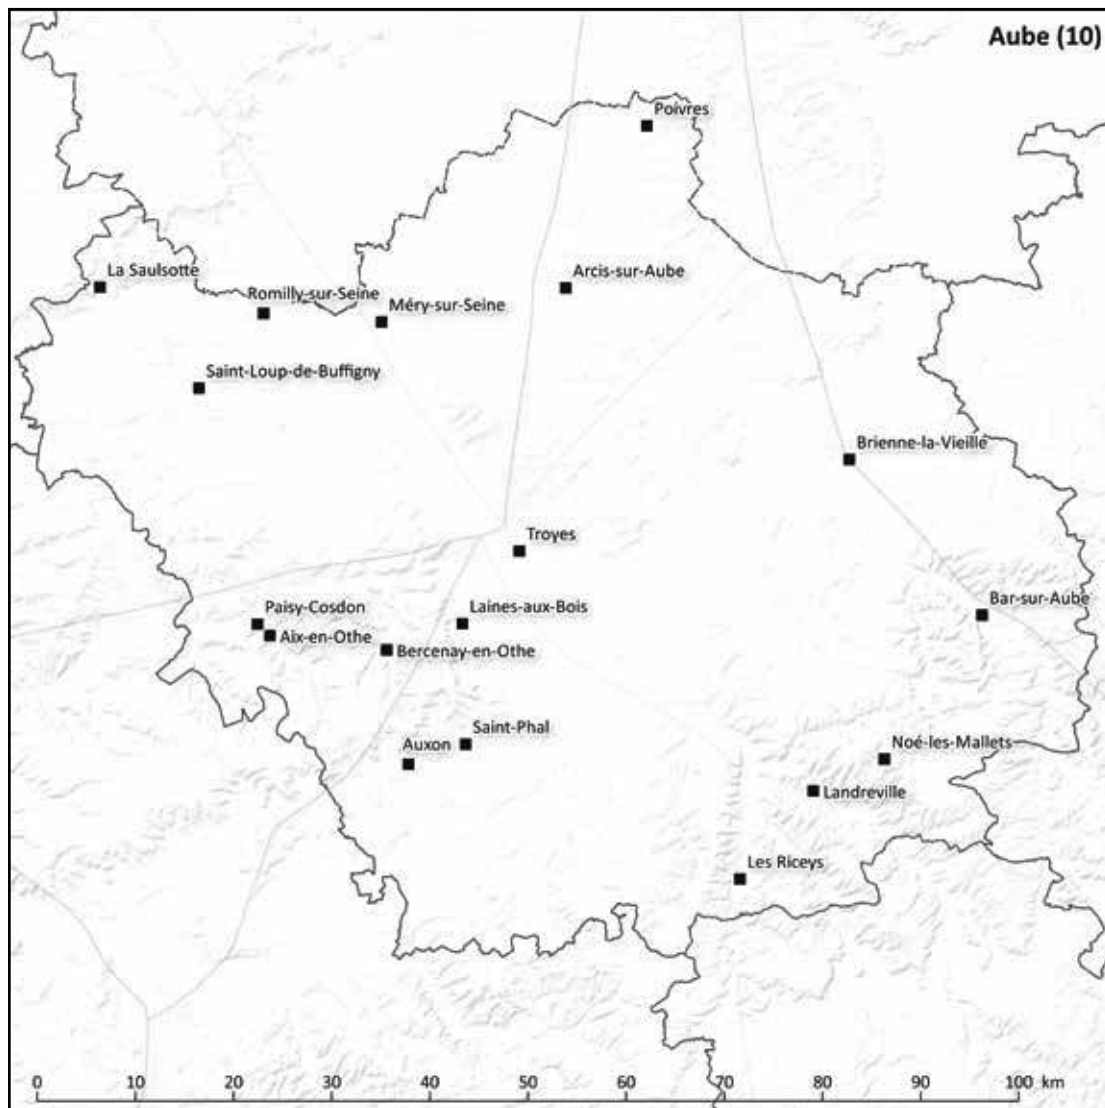 Aube (10)
Poivres
La Saulsotte
Arcis-sur-Aube
Romilly-sur-Seine
Méry-sur-Seine
Saint-Loup-de-Buffigny
Brienne-la-Vieille
Troyes
Paisy-Cosdon
Laines-aux-Bois
Bar-sur-Aube
Aix-en-Othe
Bercenay-en-Othe
Saint-Phal
Auxon
Noé-les-Mallets
Landreville
Les Riceys
0 10 20 30 40 50 60 70 80 90 100 km